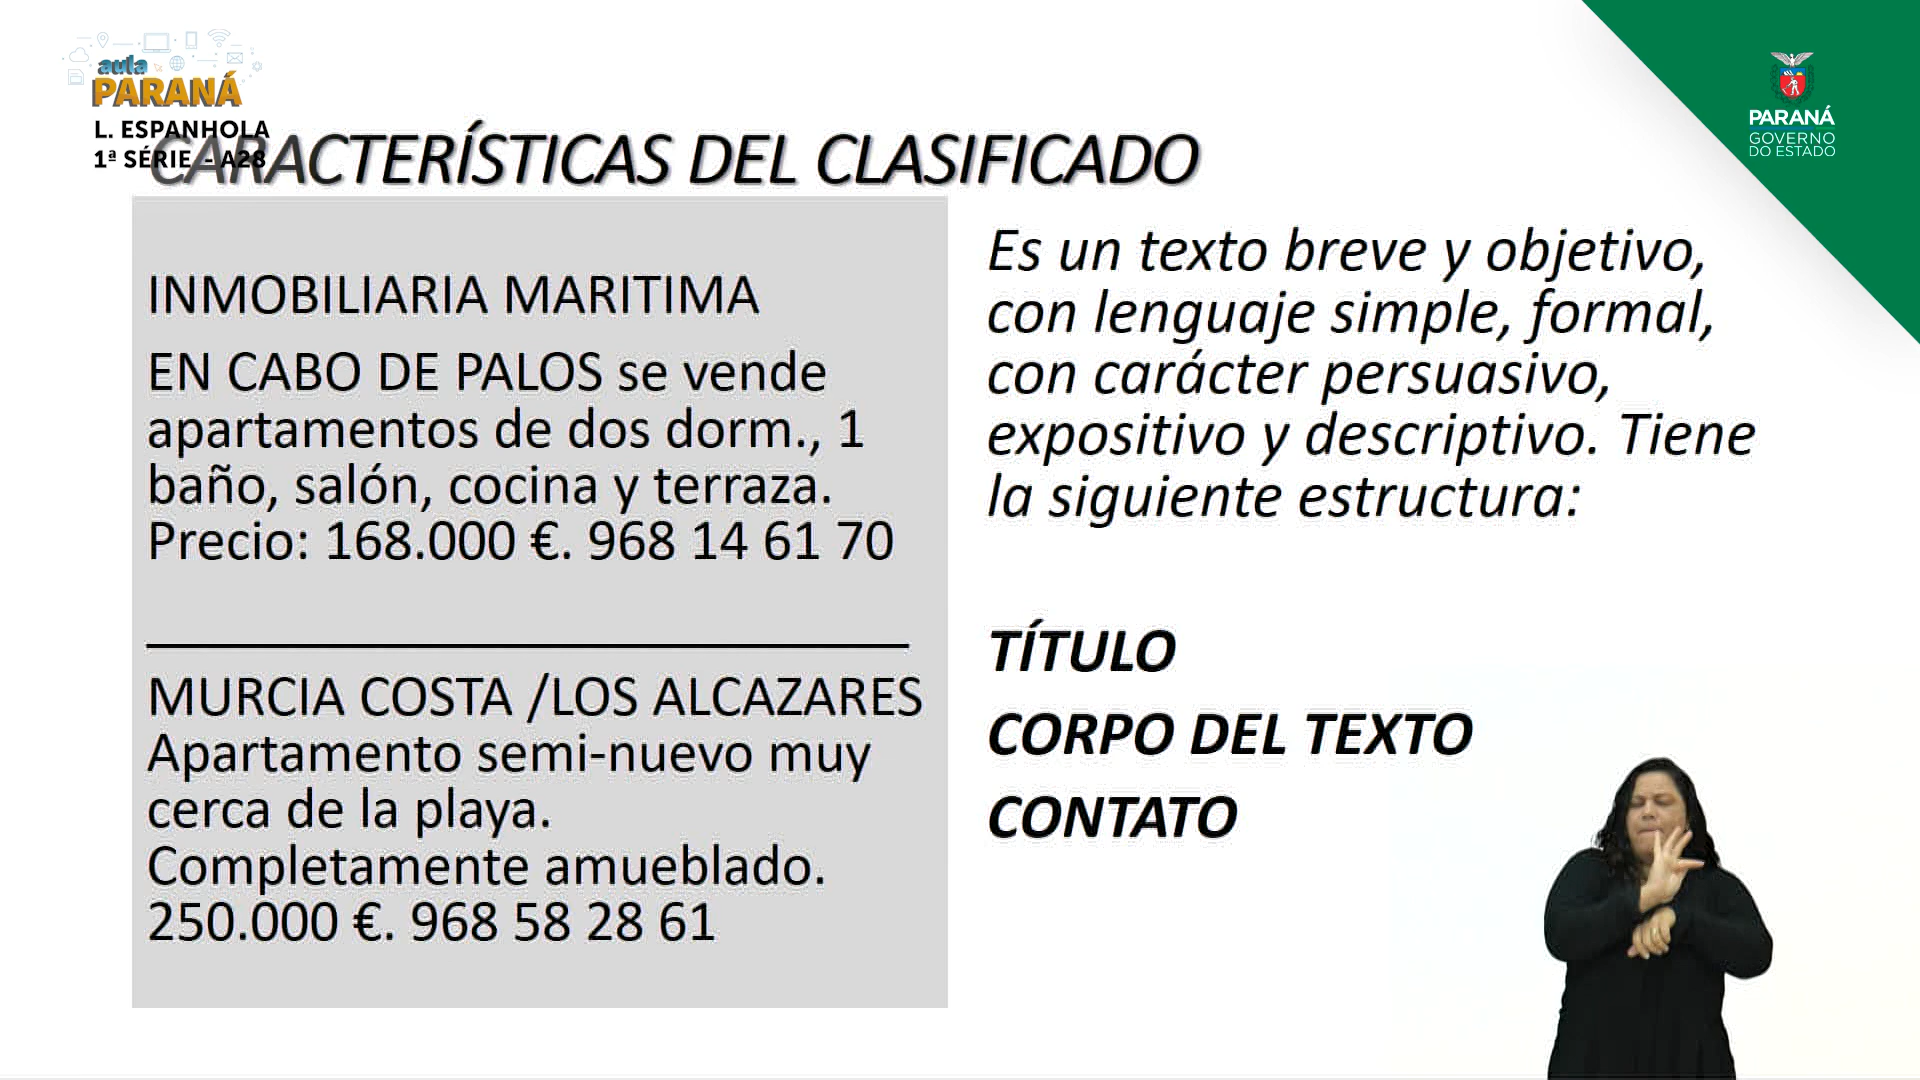 aula
PARANÁ
L. ESPANHOLA
1ª SÉRIE - A28
PARANÁ
GOVERNO
DO ESTADO
CARACTERÍSTICAS DEL CLASIFICADO
INMOBILIARIA MARITIMA
EN CABO DE PALOS se vende
apartamentos de dos dorm., 1
baño, salón, cocina y terraza.
Precio: 168.000 €. 968 14 61 70
MURCIA COSTA /LOS ALCAZARES
Apartamento semi-nuevo muy
cerca de la playa.
Completamente amueblado.
250.000 €. 968 58 28 61
Es un texto breve y objetivo,
con lenguaje simple, formal,
con carácter persuasivo,
expositivo y descriptivo. Tiene
la siguiente estructura:
TÍTULO
CORPO DEL TEXTO
CONTATO